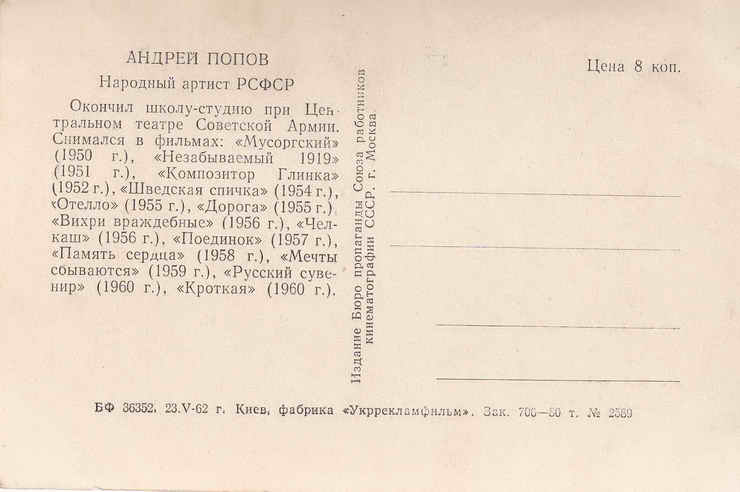 АНДРЕЙ ПОПОВ
Народный артист РСФСР
Окончил школу-студию при Цен-
тральном театре Советской Армии.
Снимался в фильмах: «Мусоргский»
(1950 г.), «Незабываемый 1919»
(1951 г.), «Композитор Глинка»
(1952 г.), «Шведская спичка» (1954 г.),
«Отелло» (1955 г.), «Дорога» (1955 г.),
«Вихри враждебные» (1956 г.), «Чел-
каш» (1956 г.), «Поединок» (1957 г.),
«Память сердца» (1958 г.), «Мечты
сбываются» (1959 г.), «Русский суве-
нир» (1960 г.), «Кроткая» (1960 г.).
Издание Бюро пропаганды Союза работников
кинематографии СССР. г. Москва
Цена 8 коп.
БФ 36352. 23.V-62 г. Киев, фабрика «Укррекламфильм». Зак. 706—80 т. № 2589